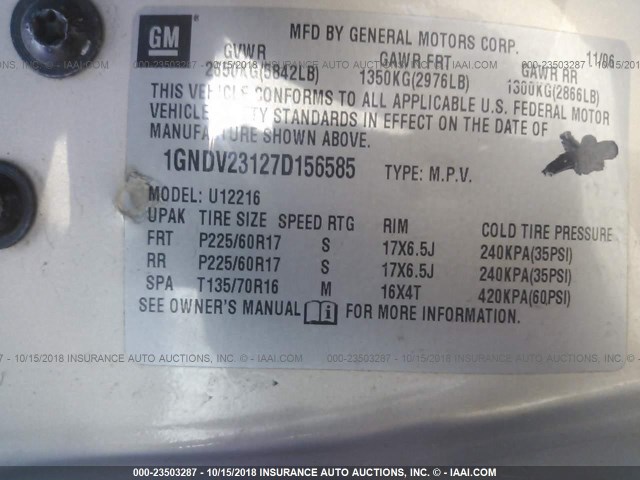 GM
MFD BY GENERAL MOTORS CORP. 11/06
GVWR GAWR FRT GAWR RR
2650KG(5842LB) 1350KG(2976LB) 1300KG(2866LB)
THIS VEHICLE CONFORMS TO ALL APPLICABLE U.S. FEDERAL MOTOR
VEHICLE SAFETY STANDARDS IN EFFECT ON THE DATE OF
MANUFACTURE SHOWN ABOVE.
1GNDV23127D156585 TYPE: M.P.V.
MODEL: U12216
UPAK TIRE SIZE SPEED RTG RIM COLD TIRE PRESSURE
FRT P225/60R17 S 17X6.5J 240KPA(35PSI)
RR P225/60R17 S 17X6.5J 240KPA(35PSI)
SPA T135/70R16 M 16X4T 420KPA(60PSI)
SEE OWNER'S MANUAL FOR MORE INFORMATION.
000-23503287 - 10/15/2018 INSURANCE AUTO AUCTIONS, INC. - © - IAAI.COM